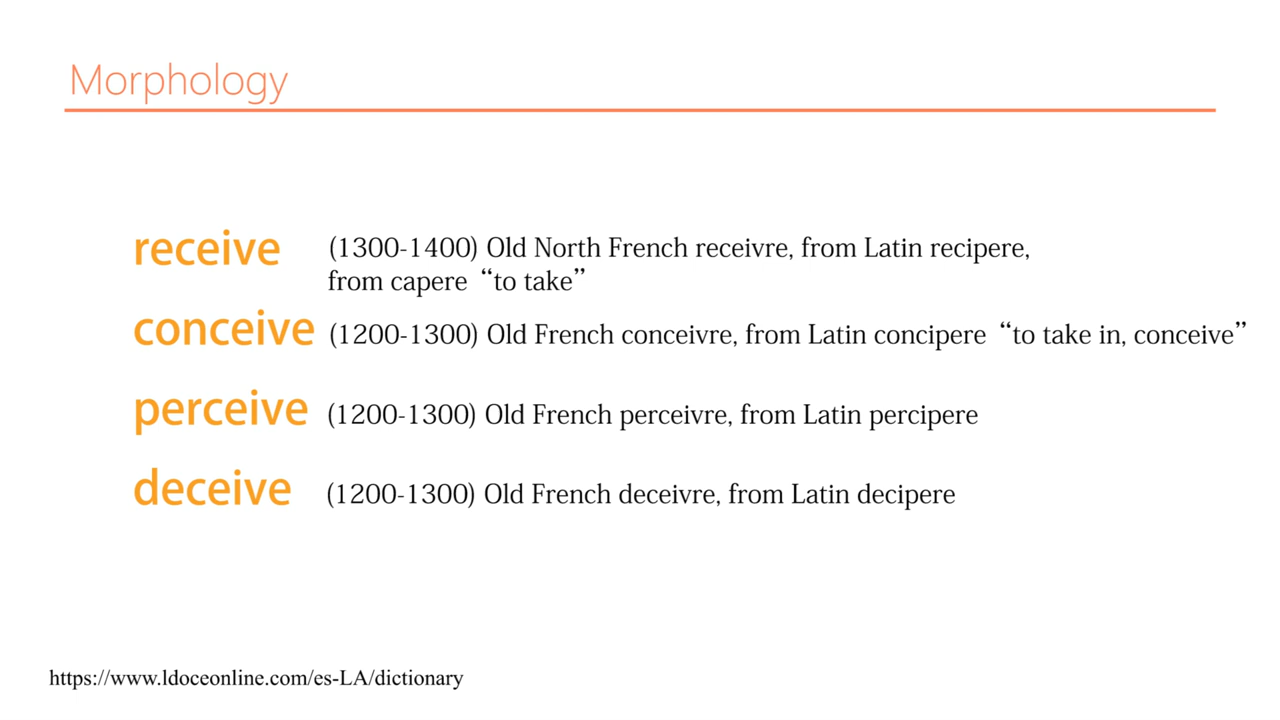 Morphology
receive (1300-1400) Old North French receivre, from Latin recipere,
from capere “to take”
conceive (1200-1300) Old French conceivre, from Latin concipere “to take in, conceive”
perceive (1200-1300) Old French perceivre, from Latin percipere
deceive (1200-1300) Old French deceivre, from Latin decipere
https://www.ldoceonline.com/es-LA/dictionary